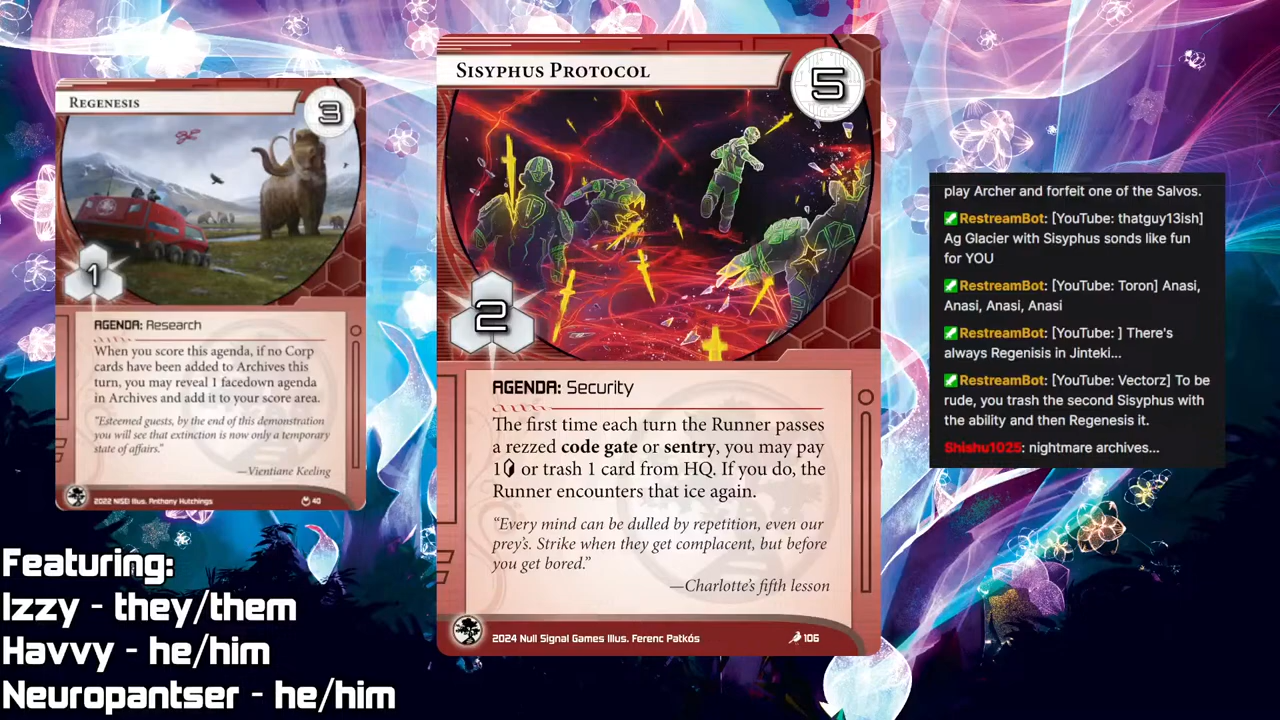 REGENESIS
3
1
AGENDA: Research
When you score this agenda, if no Corp
cards have been added to Archives this
turn, you may reveal 1 facedown agenda
in Archives and add it to your score area.
"Esteemed guests, by the end of this demonstration
you will see that extinction is now only a temporary
state of affairs."
—Vientiane Keeling
2022 NISEI Illus. Anthony Hutchings
40
SISYPHUS PROTOCOL
5
2
AGENDA: Security
The first time each turn the Runner passes
a rezzed code gate or sentry, you may pay
1 or trash 1 card from HQ. If you do, the
Runner encounters that ice again.
"Every mind can be dulled by repetition, even our
prey's. Strike when they get complacent, but before
you get bored."
—Charlotte's fifth lesson
2024 Null Signal Games Illus. Ferenc Patkós
106
play Archer and forfeit one of the Salvos.
RestreamBot: [YouTube: thatguy13ish]
Ag Glacier with Sisyphus sonds like fun
for YOU
RestreamBot: [YouTube: Toron] Anasi,
Anasi, Anasi, Anasi
RestreamBot: [YouTube: ] There's
always Regenisis in Jinteki...
RestreamBot: [YouTube: Vectorz] To be
rude, you trash the second Sisyphus with
the ability and then Regenesis it.
Shishu1025: nightmare archives...
Featuring:
Izzy - they/them
Havvy - he/him
Neuropantser - he/him